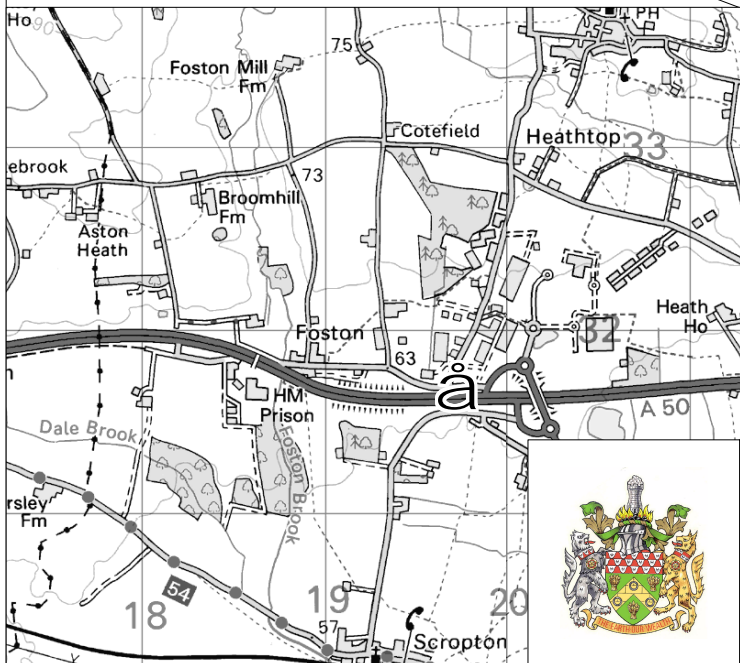 Ho
90
PH
75
Foston Mill
Fm
Cotefield
Heathtop
33
ebrook
73
Broomhill
Fm
Aston
Heath
Heath
Ho
Foston
32
63
å
HM
Prison
A 50
Dale Brook
Foston Brook
rsley
Fm
54
18
19
20
57
Scropton